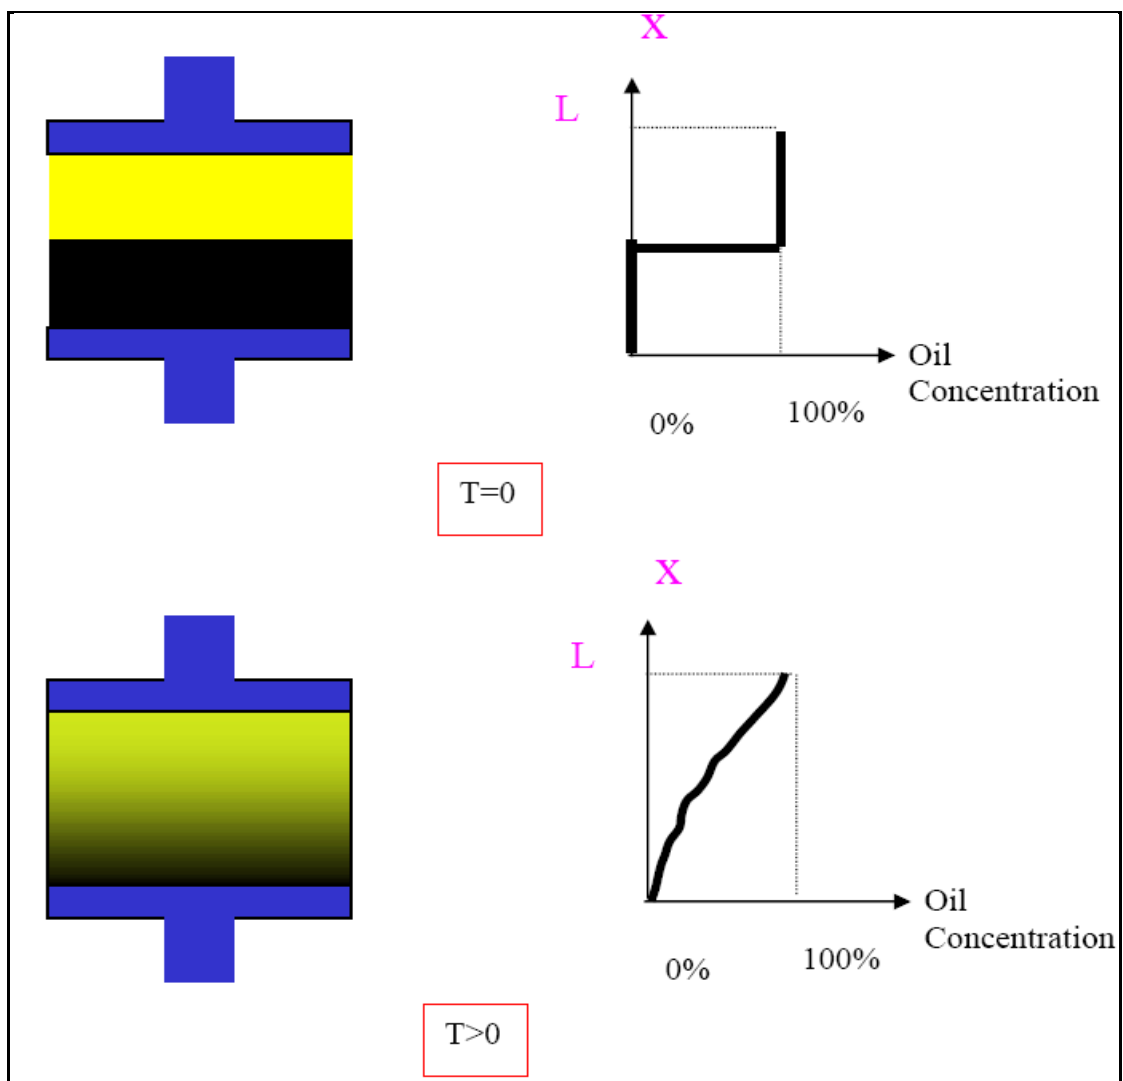 X
L
Oil
Concentration
0%
100%
T=0
X
L
Oil
Concentration
0%
100%
T>0